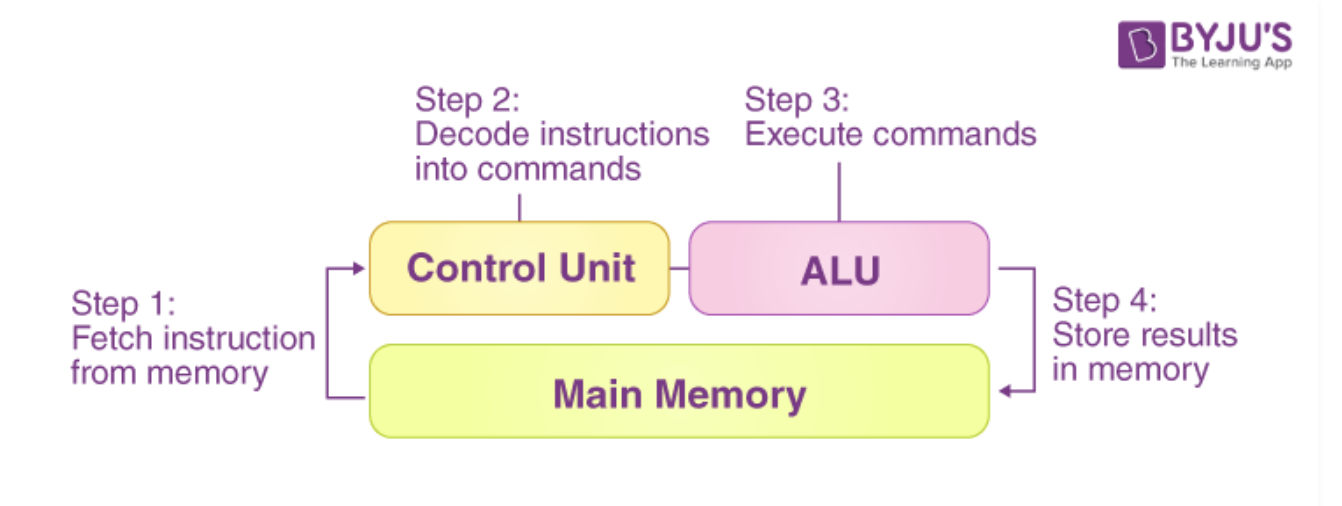 BYJU'S
The Learning App
Step 2:
Decode instructions
into commands
Step 3:
Execute commands
Control Unit
ALU
Step 1:
Fetch instruction
from memory
Step 4:
Store results
in memory
Main Memory